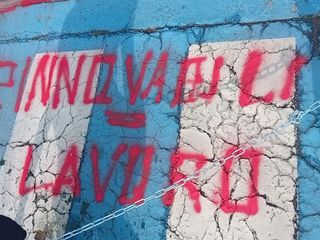 RINNOVABILI
=
LAVORO